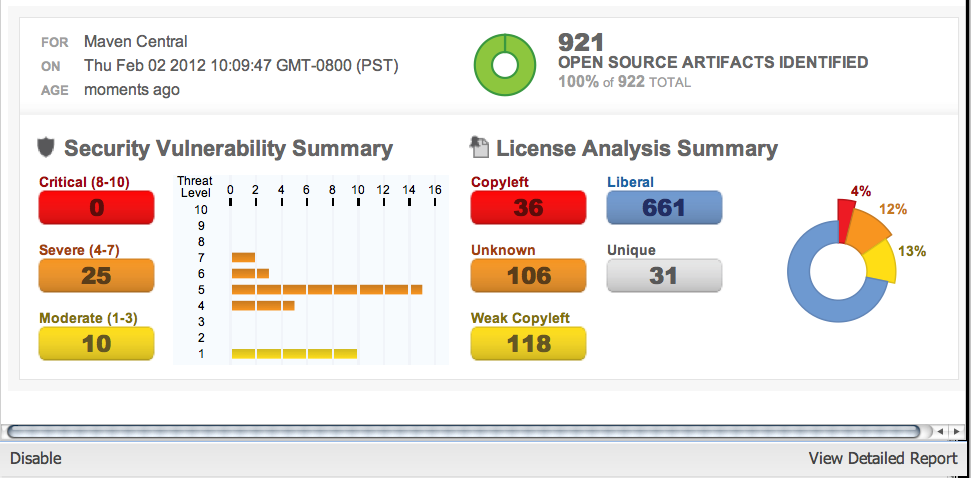 FOR Maven Central
ON Thu Feb 02 2012 10:09:47 GMT-0800 (PST)
AGE moments ago
921
OPEN SOURCE ARTIFACTS IDENTIFIED
100% of 922 TOTAL
Security Vulnerability Summary
Critical (8-10)
0
Severe (4-7)
25
Moderate (1-3)
10
Threat Level
0 2 4 6 8 10 12 14 16
10
9
8
7
6
5
4
3
2
1
License Analysis Summary
Copyleft
36
Liberal
661
Unknown
106
Unique
31
Weak Copyleft
118
4%
12%
13%
Disable
View Detailed Report